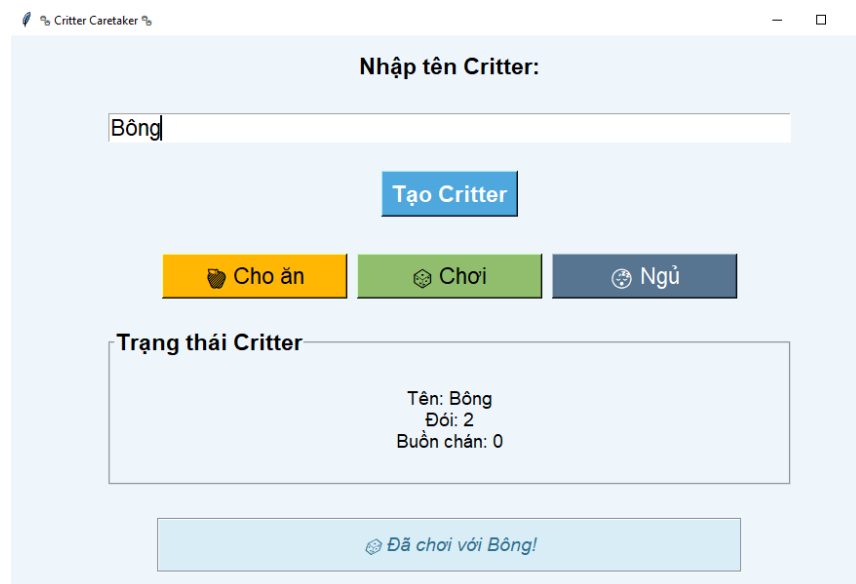 Critter Caretaker
Nhập tên Critter:
Bông
Tạo Critter
Cho ăn
Chơi
Ngủ
Trạng thái Critter
Tên: Bông
Đói: 2
Buồn chán: 0
Đã chơi với Bông!